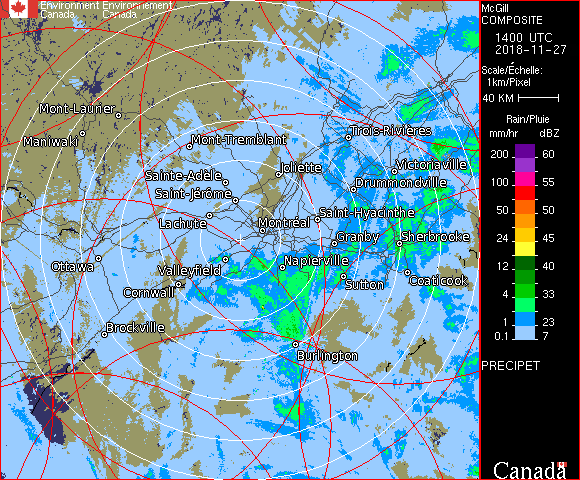 Environment Environnement
Canada Canada
McGill
COMPOSITE
1400 UTC
2018-11-27
Scale/Échelle:
1km/Pixel
40 KM
Rain/Pluie
mm/hr dBZ
200 60
100 55
50 50
24 45
12 40
4 33
1 23
0.1 7
PRECIPET
Canada
Mont-Laurier
Maniwaki
Mont-Tremblant
Trois-Rivières
Joliette
Victoriaville
Sainte-Adèle
Drummondville
Saint-Jérôme
Saint-Hyacinthe
Lachute
Montréal
Granby
Sherbrooke
Ottawa
Valleyfield
Napierville
Cornwall
Sutton
Coaticook
Brockville
Burlington